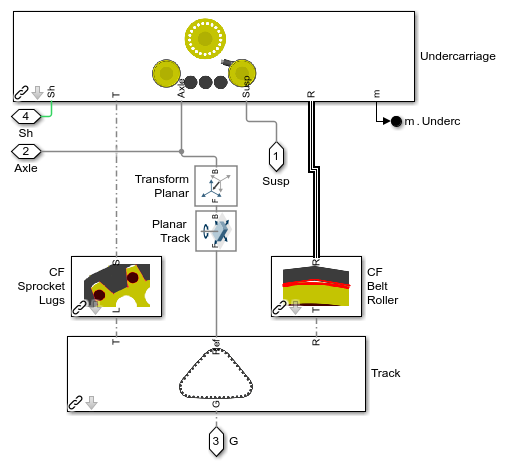 Undercarriage
Sh
T
Axle
Susp
R
m
4
Sh
m.Underc
2
Axle
1
Susp
Transform
Planar
B
F
Planar
Track
B
F
CF
Sprocket
Lugs
S
L
CF
Belt
Roller
R
T
T
Ref
R
Track
G
3
G